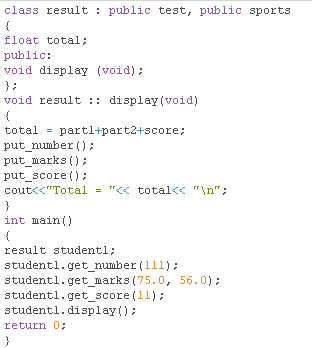 class result : public test, public sports
{
float total;
public:
void display (void);
};
void result :: display(void)
{
total = part1+part2+score;
put_number();
put_marks();
put_score();
cout<<"Total = "<< total<< "\n";
}
int main()
{
result student1;
student1.get_number(111);
student1.get_marks(75.0, 56.0);
student1.get_score(11);
student1.display();
return 0;
}